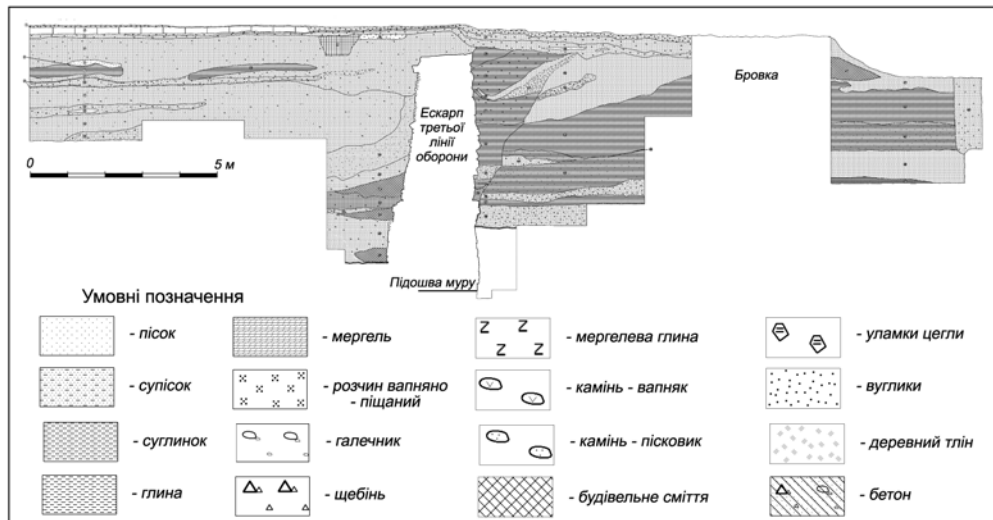 Бровка
Ескарп
третьої
лінії
оборони
0
5 м
Підошва муру
Умовні позначення
- пісок
- мергель
- мергелева глина
- уламки цегли
- супісок
- розчин вапняно
- піщаний
- камінь - вапняк
- вуглики
- суглинок
- галечник
- камінь - пісковик
- деревний тлін
- глина
- щебінь
- будівельне сміття
- бетон